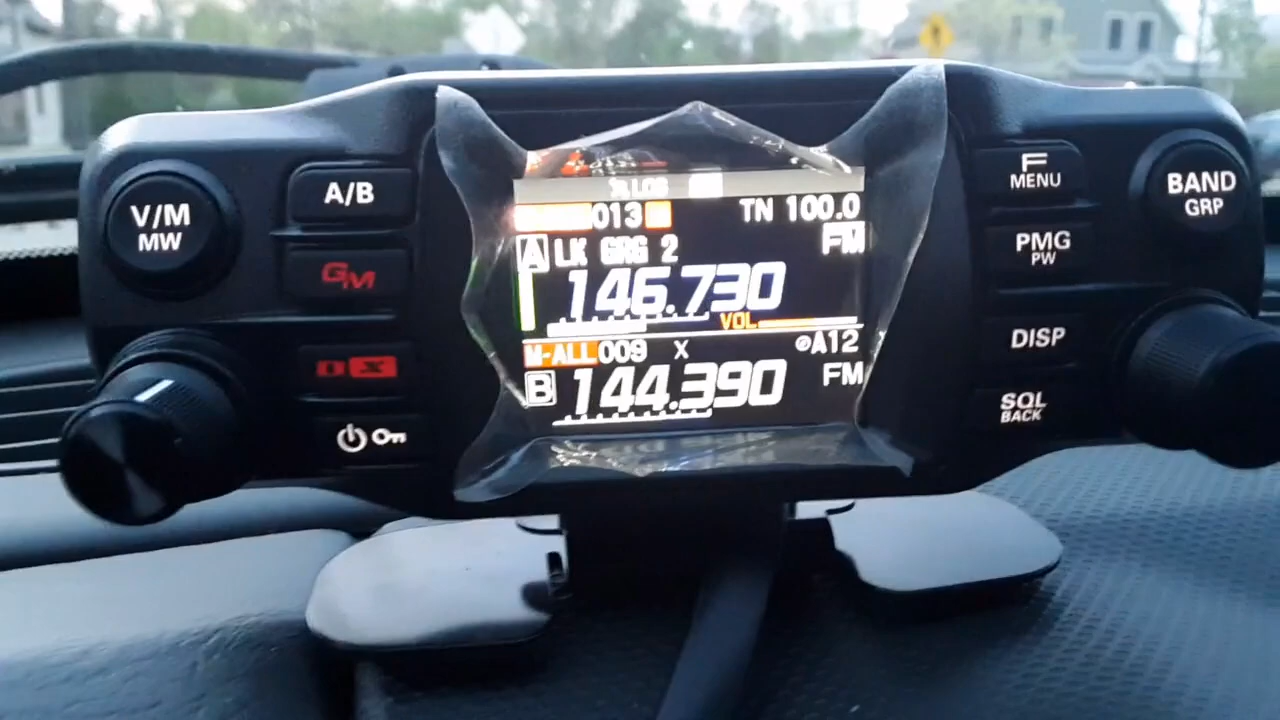 V/M
MW
A/B
GM
DX
013
TN 100.0
A LK GRG 2 FM
146.730
VOL
M-ALL 009 X @A12
B 144.390 FM
F
MENU
BAND
GRP
PMG
PW
DISP
SQL
BACK